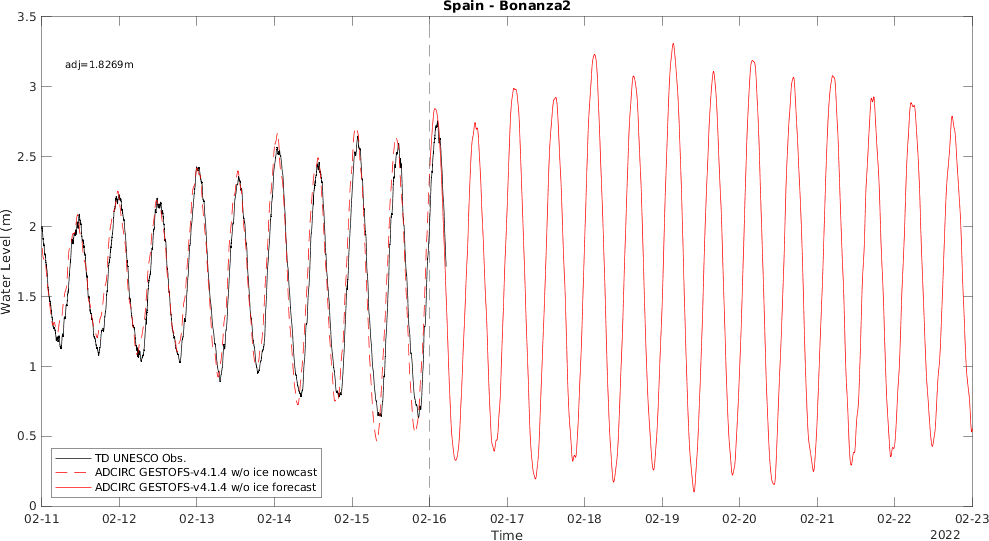 Spain - Bonanza2
adj=1.8269m
Water Level (m)
3.5
3
2.5
2
1.5
1
0.5
0
TD UNESCO Obs.
ADCIRC GESTOFS-v4.1.4 w/o ice nowcast
ADCIRC GESTOFS-v4.1.4 w/o ice forecast
02-11 02-12 02-13 02-14 02-15 02-16 02-17 02-18 02-19 02-20 02-21 02-22 02-23
Time
2022